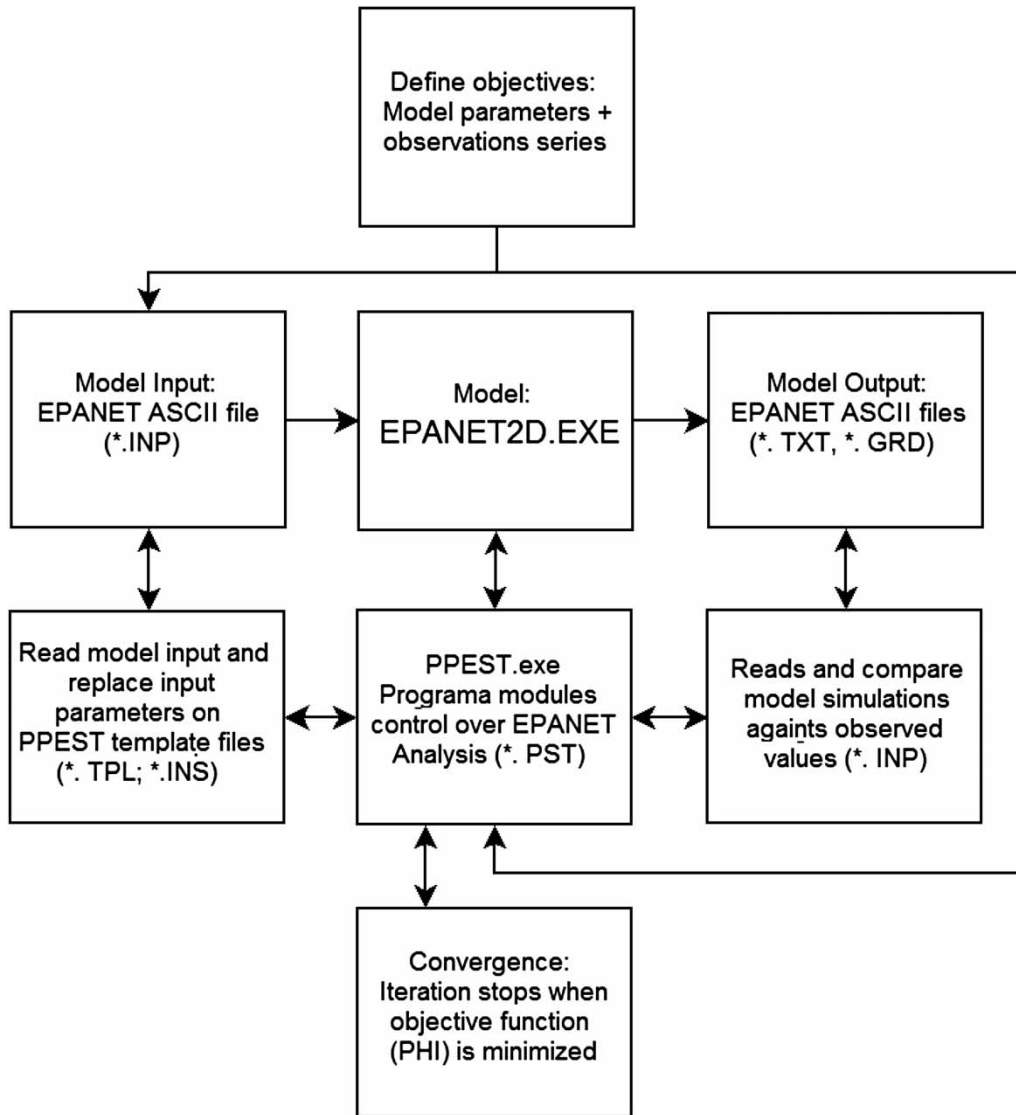 Define objectives:
Model parameters +
observations series
Model Input:
EPANET ASCII file
(*.INP)
Model:
EPANET2D.EXE
Model Output:
EPANET ASCII files
(*. TXT, *. GRD)
Read model input and
replace input
parameters on
PPEST template files
(*. TPL; *.INS)
PPEST.exe
Programa modules
control over EPANET
Analysis (*. PST)
Reads and compare
model simulations
againts observed
values (*. INP)
Convergence:
Iteration stops when
objective function
(PHI) is minimized